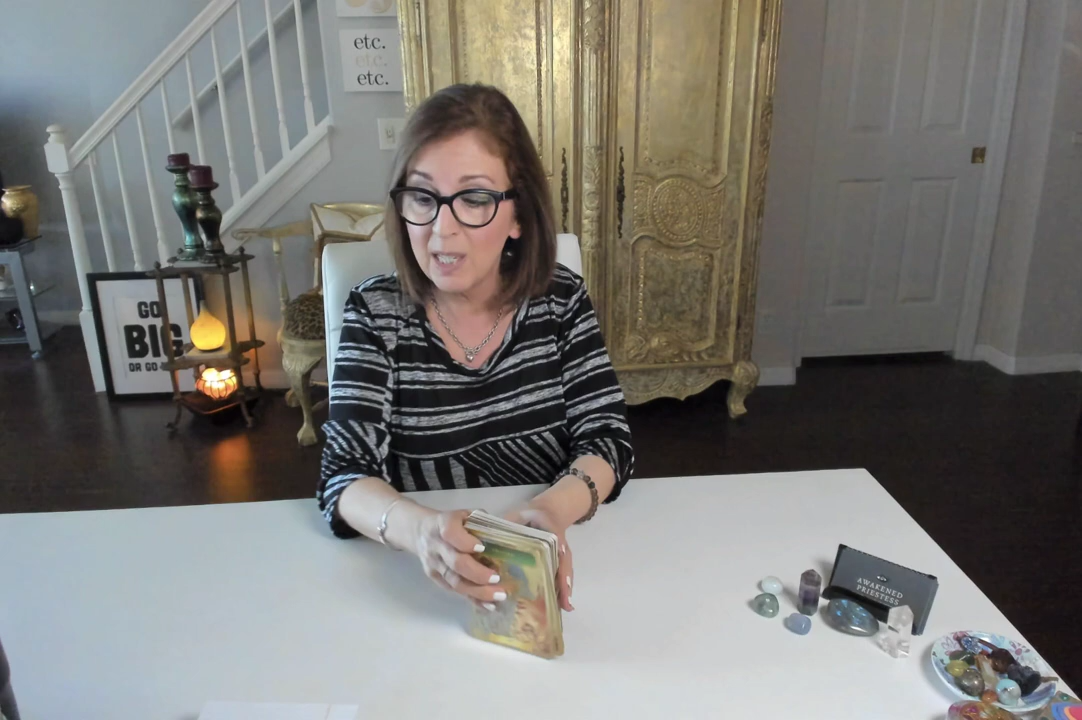 etc.
etc.
etc.
GO
BIG
OR GO
AWAKENED
PRIESTESS